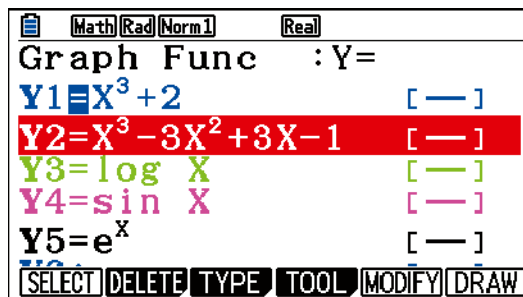 Math Rad Norm1 Real
Graph Func :Y=
Y1=X³+2 [—]
Y2=X³-3X²+3X-1 [—]
Y3=log X [—]
Y4=sin X [—]
Y5=eˣ [—]
SELECT DELETE TYPE TOOL MODIFY DRAW